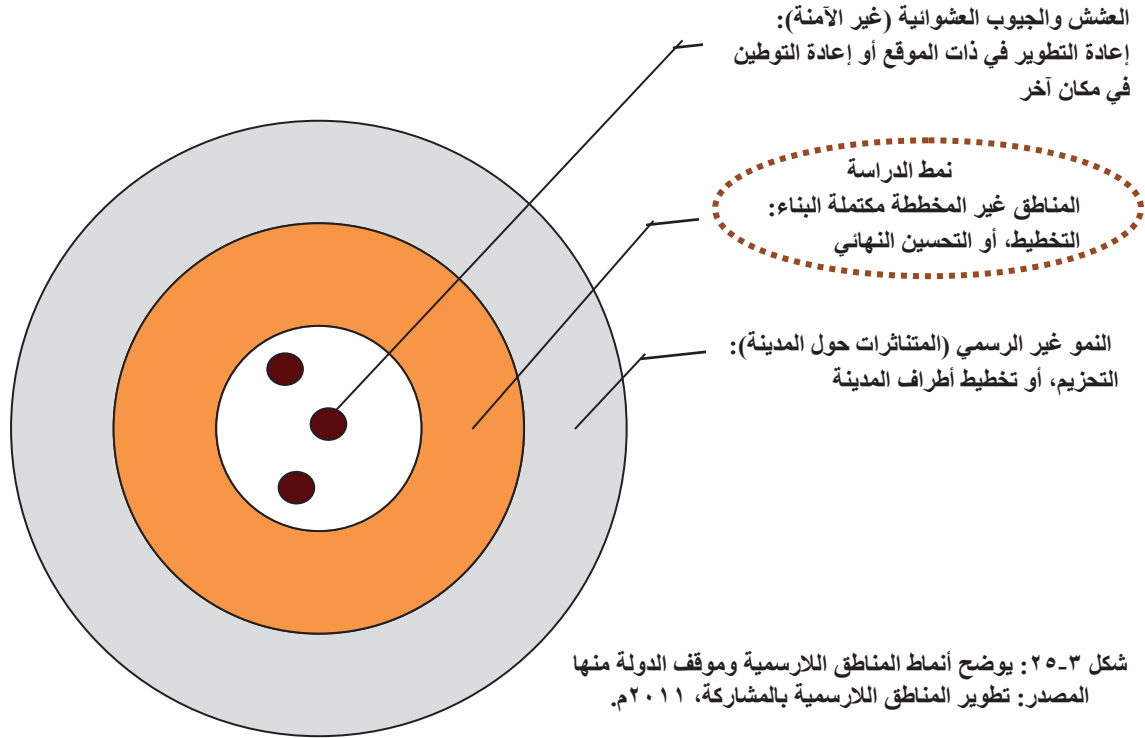 العشش والجيوب العشوائية (غير الآمنة):
إعادة التطوير في ذات الموقع أو إعادة التوطين
في مكان آخر
نمط الدراسة
المناطق غير المخططة مكتملة البناء:
التخطيط، أو التحسين النهائي
النمو غير الرسمي (المتناثرات حول المدينة):
التحزيم، أو تخطيط أطراف المدينة
شكل ٣-٢٥: يوضح أنماط المناطق اللارسمية وموقف الدولة منها
المصدر: تطوير المناطق اللارسمية بالمشاركة، ٢٠١١م.